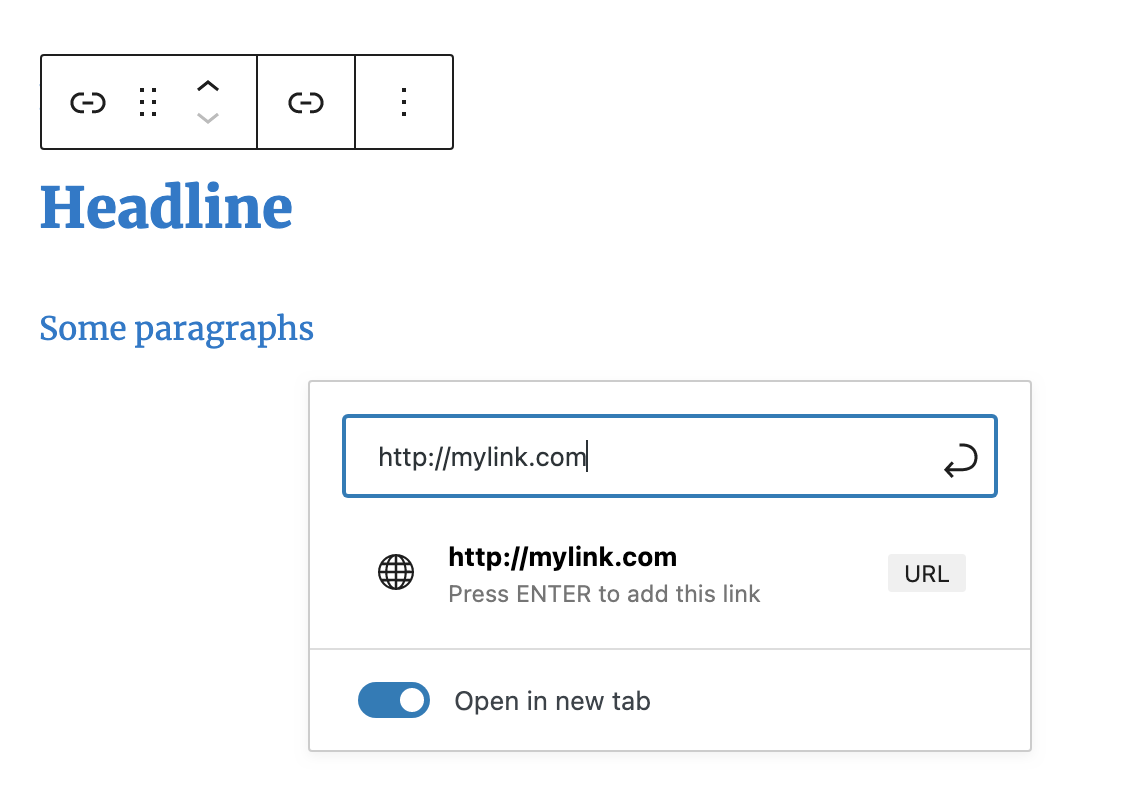 Headline
Some paragraphs
http://mylink.com
http://mylink.com
Press ENTER to add this link
URL
Open in new tab